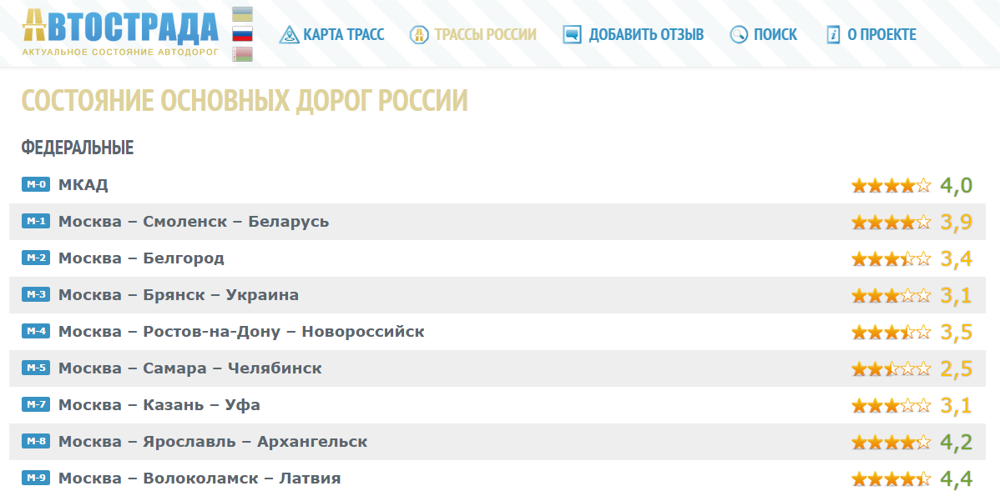 АВТОСТРАДА
АКТУАЛЬНОЕ СОСТОЯНИЕ АВТОДОРОГ
КАРТА ТРАСС
ТРАССЫ РОССИИ
ДОБАВИТЬ ОТЗЫВ
ПОИСК
О ПРОЕКТЕ
СОСТОЯНИЕ ОСНОВНЫХ ДОРОГ РОССИИ
ФЕДЕРАЛЬНЫЕ
М-0 МКАД 4,0
М-1 Москва – Смоленск – Беларусь 3,9
М-2 Москва – Белгород 3,4
М-3 Москва – Брянск – Украина 3,1
М-4 Москва – Ростов-на-Дону – Новороссийск 3,5
М-5 Москва – Самара – Челябинск 2,5
М-7 Москва – Казань – Уфа 3,1
М-8 Москва – Ярославль – Архангельск 4,2
М-9 Москва – Волоколамск – Латвия 4,4